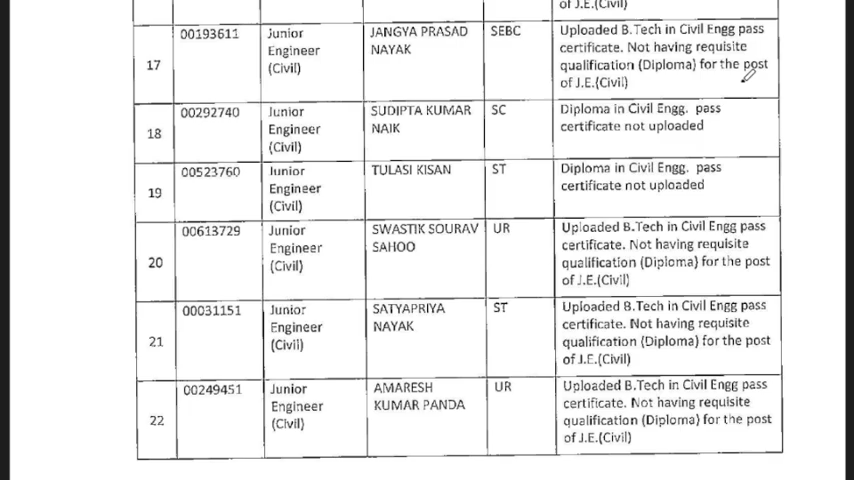 of J.E.(Civil)
17 00193611 Junior Engineer (Civil) JANGYA PRASAD NAYAK SEBC Uploaded B.Tech in Civil Engg pass certificate. Not having requisite qualification (Diploma) for the post of J.E.(Civil)
18 00292740 Junior Engineer (Civil) SUDIPTA KUMAR NAIK SC Diploma in Civil Engg. pass certificate not uploaded
19 00523760 Junior Engineer (Civil) TULASI KISAN ST Diploma in Civil Engg. pass certificate not uploaded
20 00613729 Junior Engineer (Civil) SWASTIK SOURAV SAHOO UR Uploaded B.Tech in Civil Engg pass certificate. Not having requisite qualification (Diploma) for the post of J.E.(Civil)
21 00031151 Junior Engineer (Civil) SATYAPRIYA NAYAK ST Uploaded B.Tech in Civil Engg pass certificate. Not having requisite qualification (Diploma) for the post of J.E.(Civil)
22 00249451 Junior Engineer (Civil) AMARESH KUMAR PANDA UR Uploaded B.Tech in Civil Engg pass certificate. Not having requisite qualification (Diploma) for the post of J.E.(Civil)